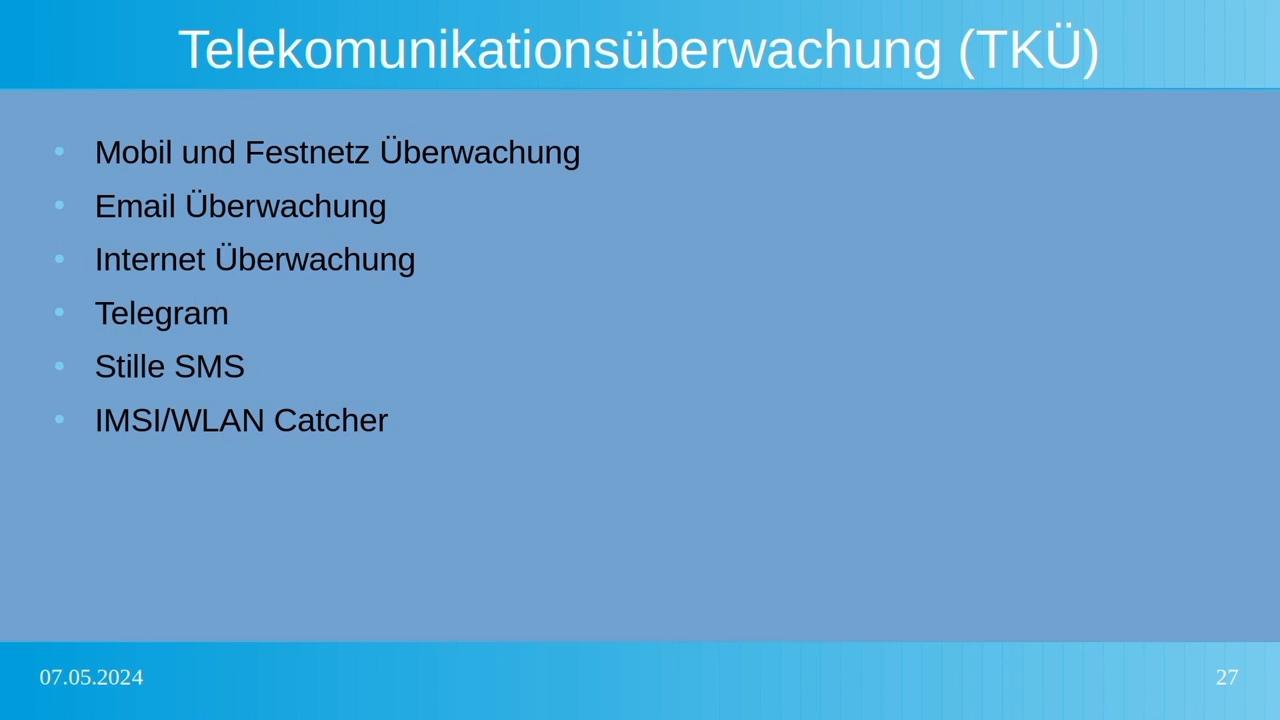 Telekomunikationsüberwachung (TKÜ)
• Mobil und Festnetz Überwachung
• Email Überwachung
• Internet Überwachung
• Telegram
• Stille SMS
• IMSI/WLAN Catcher
07.05.2024
27